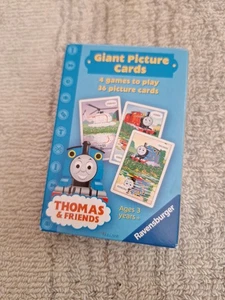 Giant Picture
Cards
4 games to play
36 picture cards
THOMAS
& FRIENDS
Ages 3
years +
Ravensburger